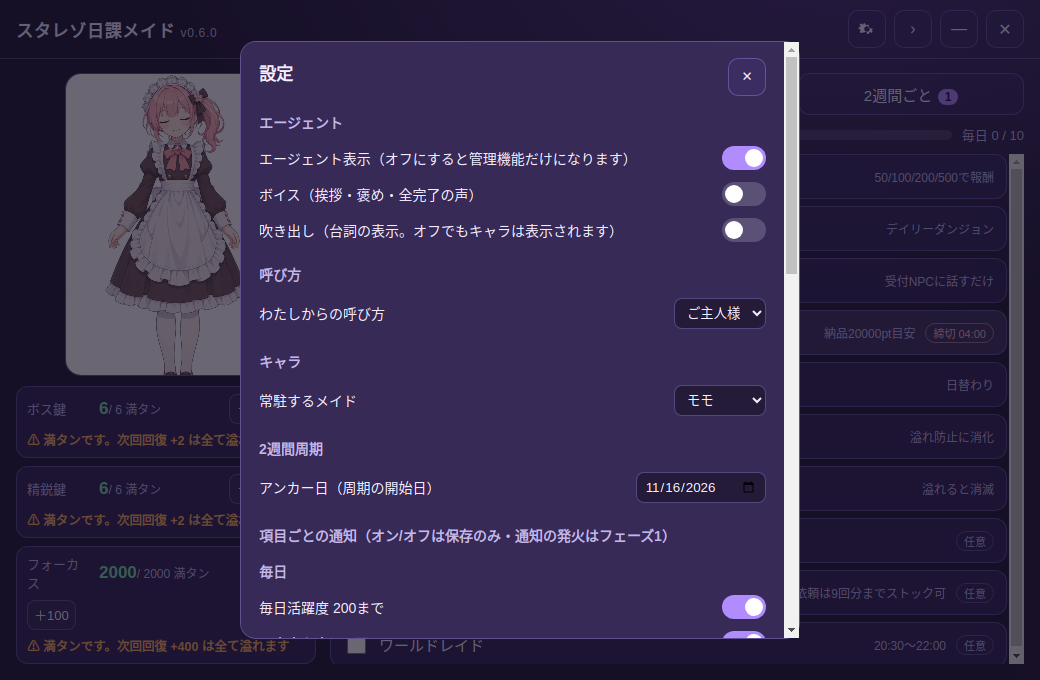 スタレゾ日課メイド v0.6.0
› — ✕
設定
✕
エージェント
エージェント表示（オフにすると管理機能だけになります）
ボイス（挨拶・褒め・全完了の声）
吹き出し（台詞の表示。オフでもキャラは表示されます）
呼び方
わたしからの呼び方
ご主人様
キャラ
常駐するメイド
モモ
2週間周期
アンカー日（周期の開始日）
11/16/2026
項目ごとの通知（オン/オフは保存のみ・通知の発火はフェーズ1）
毎日
毎日活躍度 200まで
ボス鍵 6/ 6 満タン
⚠ 満タンです。次回回復 +2 は全て溢
精鋭鍵 6/ 6 満タン
⚠ 満タンです。次回回復 +2 は全て溢
フォーカス 2000/ 2000 満タン
＋100
⚠ 満タンです。次回回復 +400 は全て溢れます
2週間ごと 1
毎日 0 / 10
50/100/200/500で報酬
デイリーダンジョン
受付NPCに話すだけ
納品20000pt目安 締切 04:00
日替わり
溢れ防止に消化
溢れると消滅
任意
依頼は9回分までストック可 任意
ワールドレイド 20:30〜22:00 任意